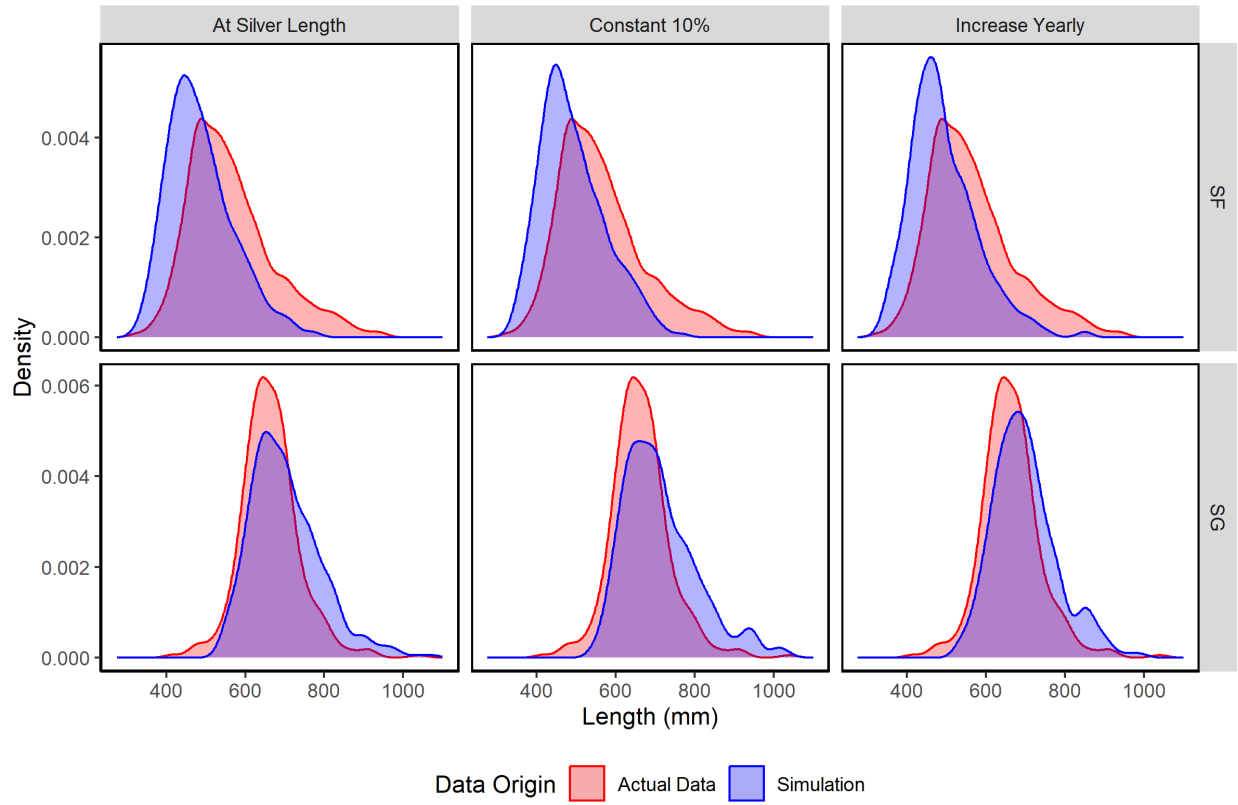 At Silver Length Constant 10% Increase Yearly
SF
0.004
0.002
0.000
Density
SG
0.006
0.004
0.002
0.000
400 600 800 1000 400 600 800 1000 400 600 800 1000
Length (mm)
Data Origin Actual Data Simulation